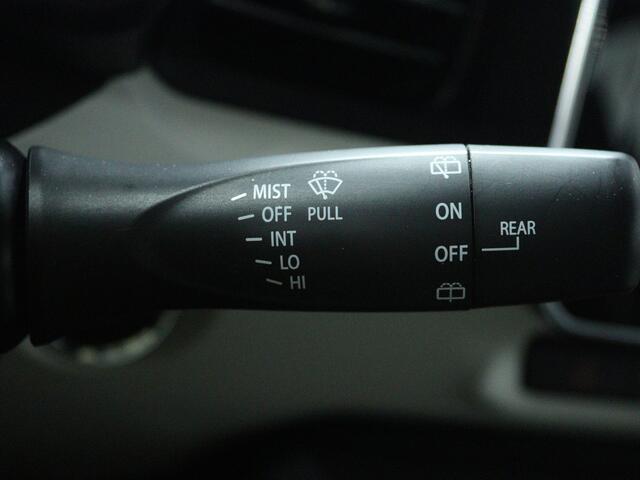 MIST
OFF PULL
INT
LO
HI
ON
OFF
REAR